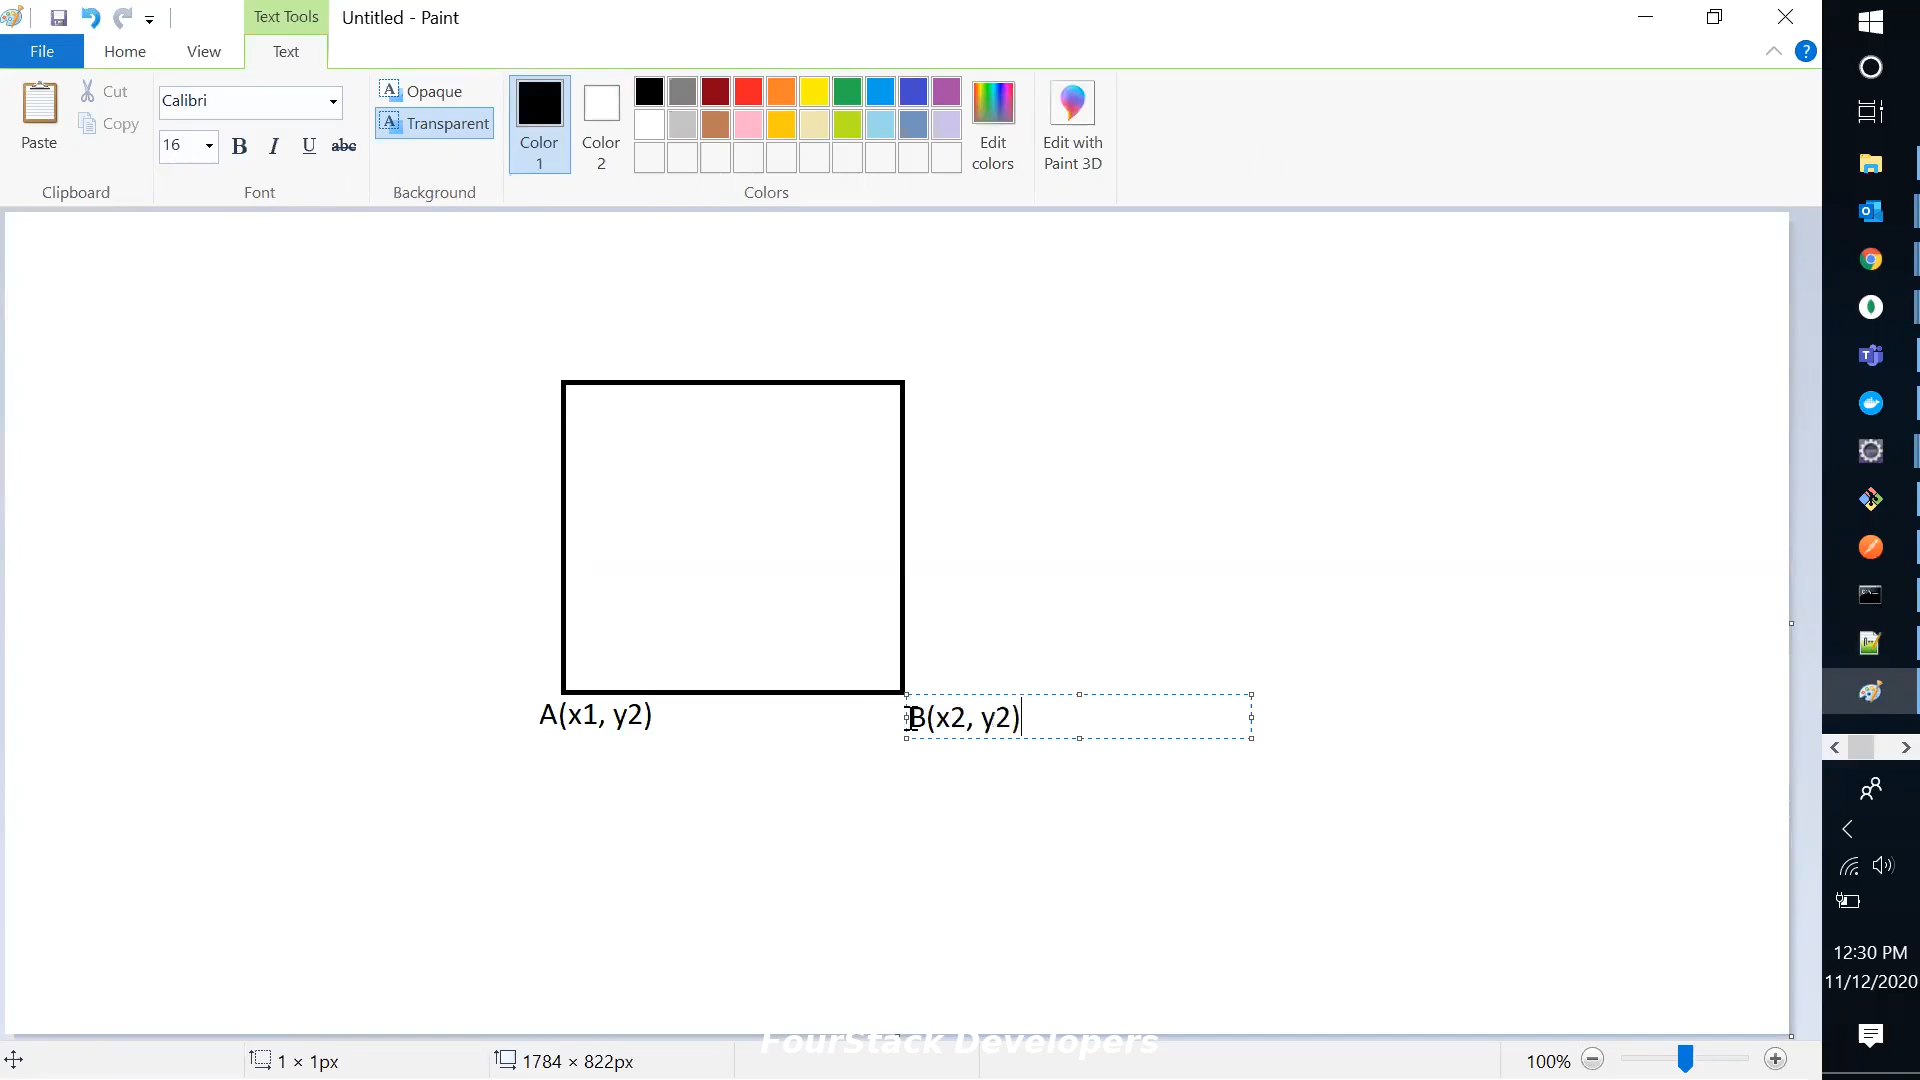 Text Tools
Untitled - Paint
File
Home
View
Text
Paste
Cut
Copy
Clipboard
Calibri
16
B
I
U
abc
Font
A Opaque
A Transparent
Background
Color 1
Color 2
Colors
Edit colors
Edit with Paint 3D
?
A(x1, y2)
B(x2, y2)
FourStack Developers
1 × 1px
1784 × 822px
100%
12:30 PM
11/12/2020